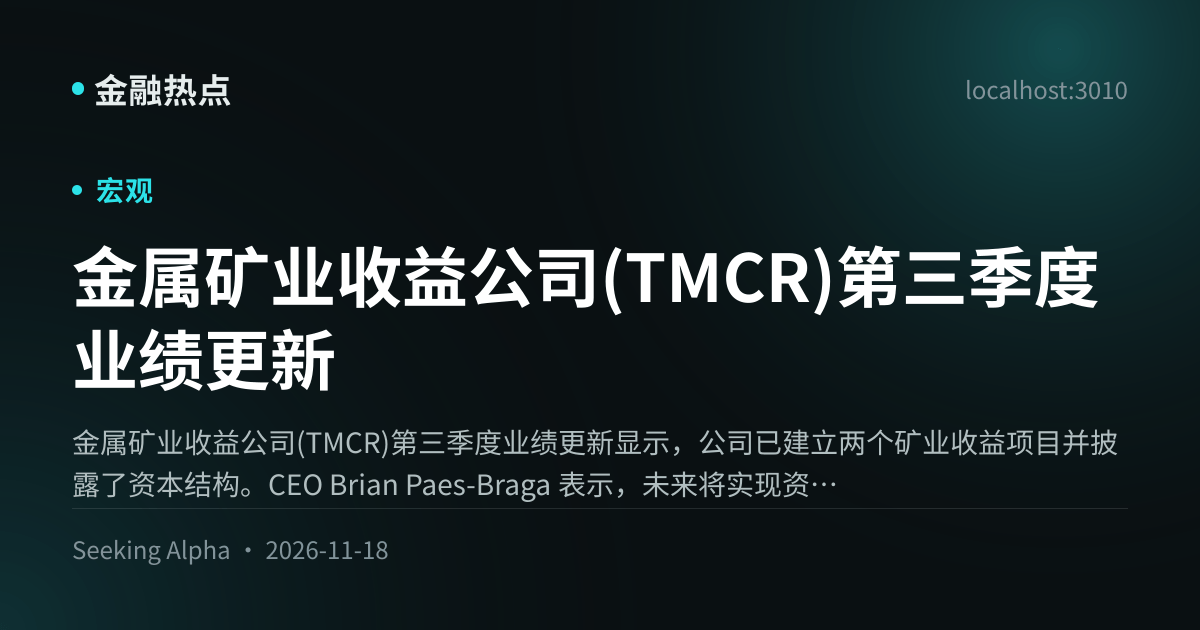 金融热点
localhost:3010
宏观
金属矿业收益公司(TMCR)第三季度
业绩更新
金属矿业收益公司(TMCR)第三季度业绩更新显示，公司已建立两个矿业收益项目并披
露了资本结构。CEO Brian Paes-Braga 表示，未来将实现资…
Seeking Alpha · 2026-11-18